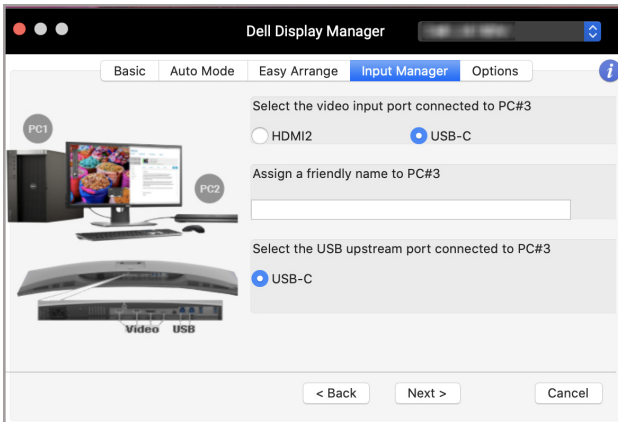 Dell Display Manager
Basic Auto Mode Easy Arrange Input Manager Options
i
Select the video input port connected to PC#3
HDMI2 USB-C
Assign a friendly name to PC#3
Select the USB upstream port connected to PC#3
USB-C
PC1
PC2
Video USB
< Back Next > Cancel